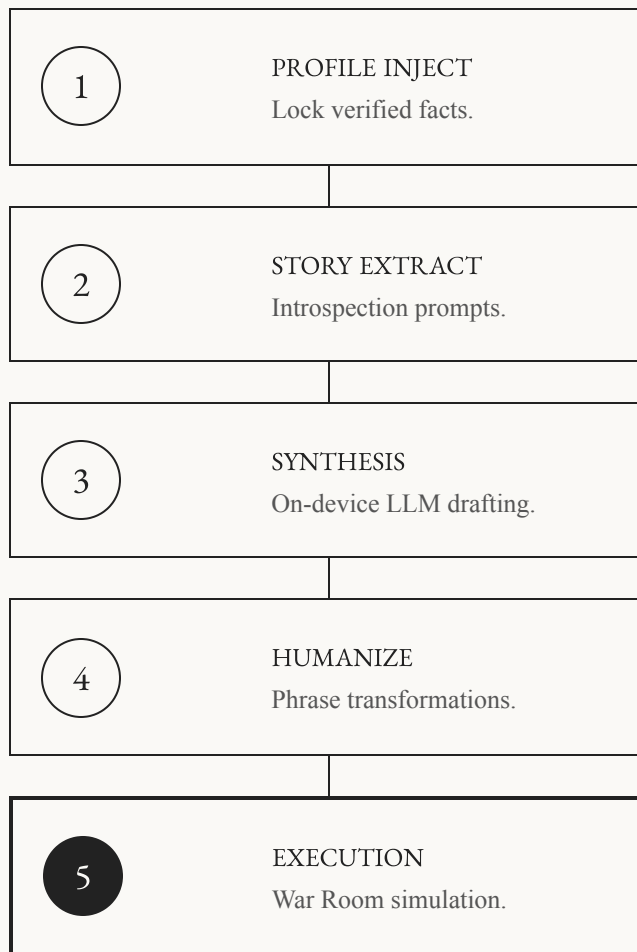 1
PROFILE INJECT
Lock verified facts.
2
STORY EXTRACT
Introspection prompts.
3
SYNTHESIS
On-device LLM drafting.
4
HUMANIZE
Phrase transformations.
5
EXECUTION
War Room simulation.